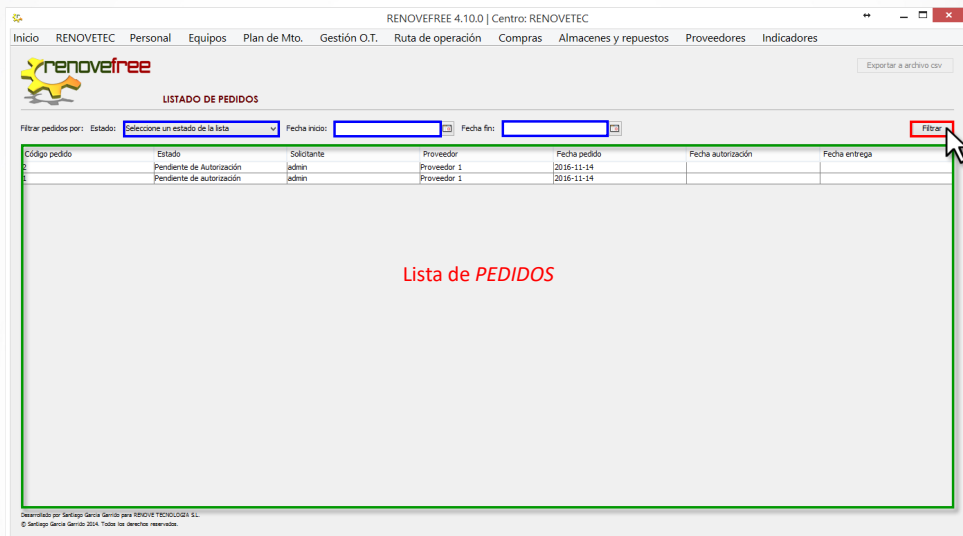 RENOVEFREE 4.10.0 | Centro: RENOVETEC
Inicio RENOVETEC Personal Equipos Plan de Mto. Gestión O.T. Ruta de operación Compras Almacenes y repuestos Proveedores Indicadores
renovefree
Exportar a archivo csv
LISTADO DE PEDIDOS
Filtrar pedidos por: Estado: Seleccione un estado de la lista Fecha inicio: Fecha fin: Filtrar
Código pedido Estado Solicitante Proveedor Fecha pedido Fecha autorización Fecha entrega
2 Pendiente de Autorización admin Proveedor 1 2016-11-14
1 Pendiente de autorización admin Proveedor 1 2016-11-14
Lista de PEDIDOS
Desarrollado por Santiago Garcia Garrido para RENOVE TECNOLOGÍA S.L.
© Santiago Garcia Garrido 2014. Todos los derechos reservados.